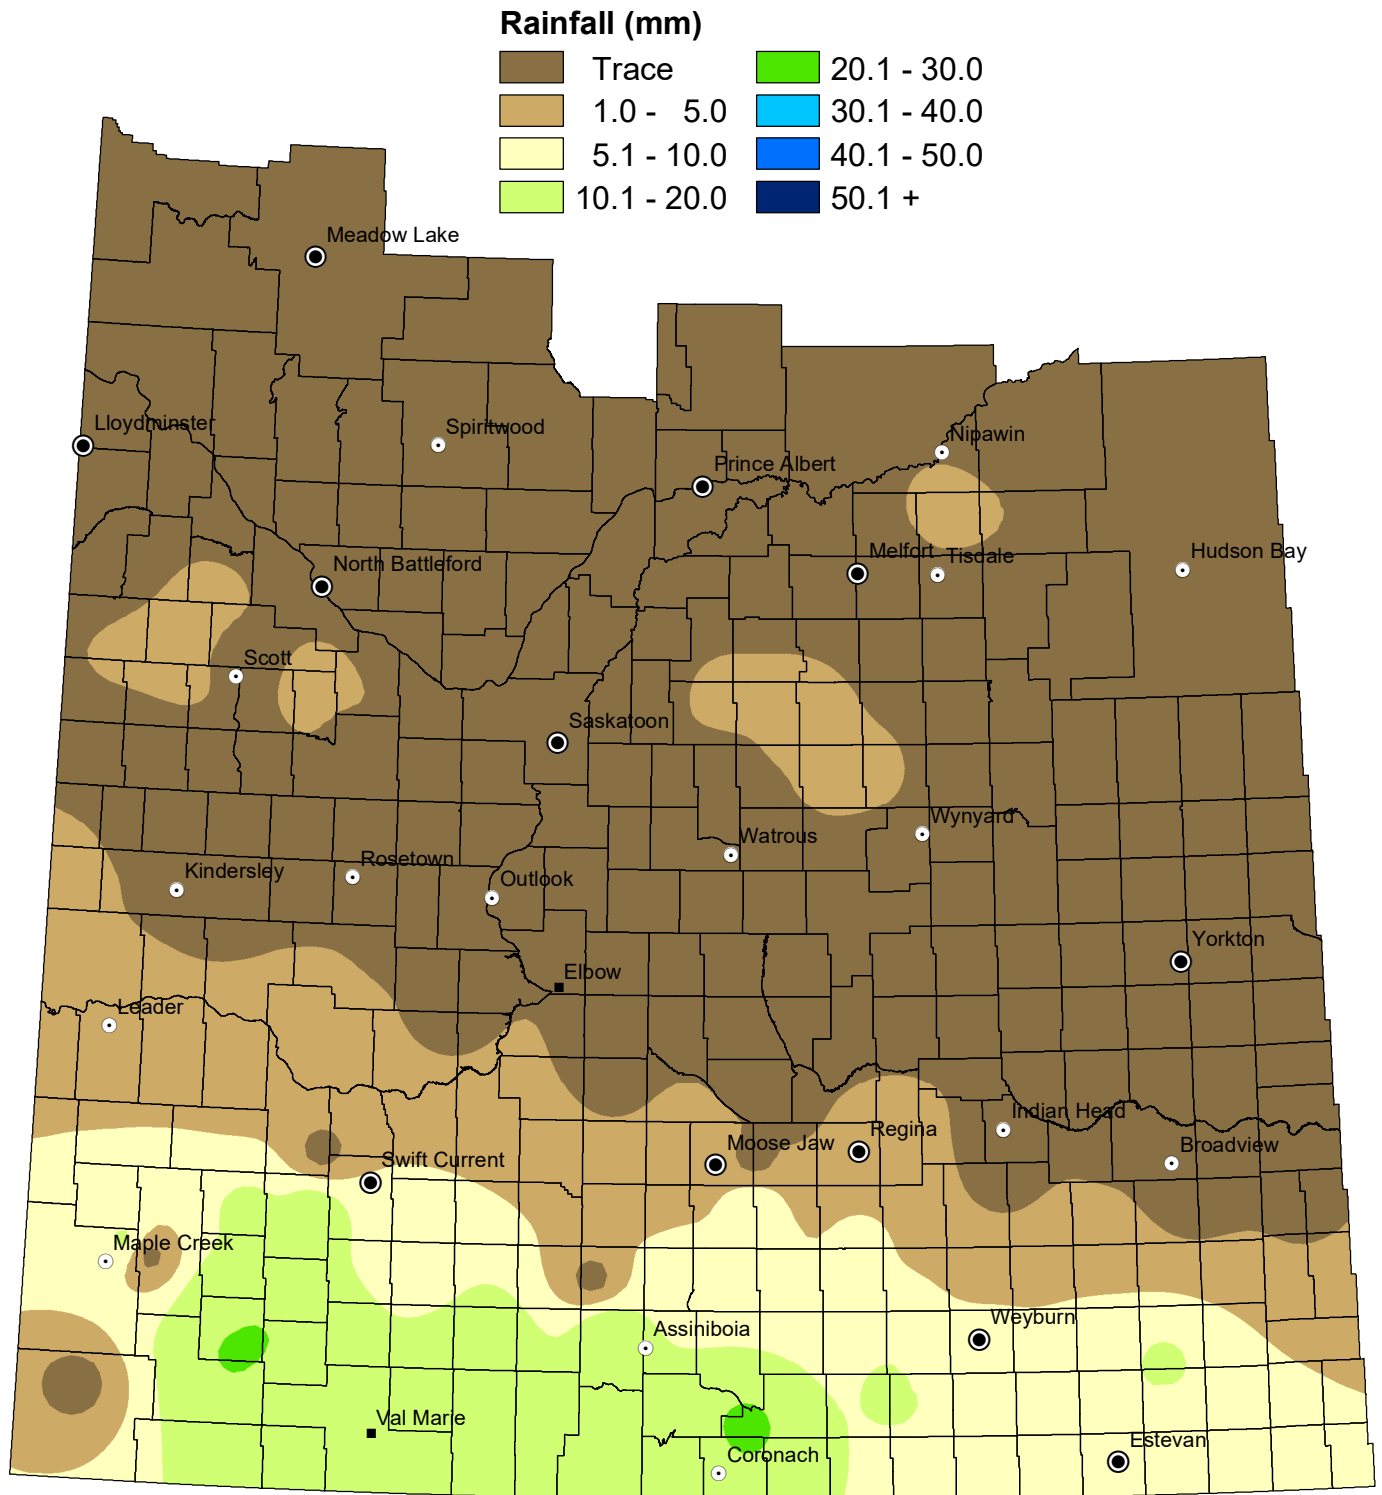 Rainfall (mm)
Trace
20.1 - 30.0
1.0 - 5.0
30.1 - 40.0
5.1 - 10.0
40.1 - 50.0
10.1 - 20.0
50.1 +
Meadow Lake
Lloydminster
Spiritwood
Nipawin
Prince Albert
Melfort
Tisdale
Hudson Bay
North Battleford
Scott
Saskatoon
Wynyard
Watrous
Rosetown
Kindersley
Outlook
Yorkton
Elbow
Leader
Indian Head
Regina
Moose Jaw
Broadview
Swift Current
Maple Creek
Weyburn
Assiniboia
Val Marie
Estevan
Coronach